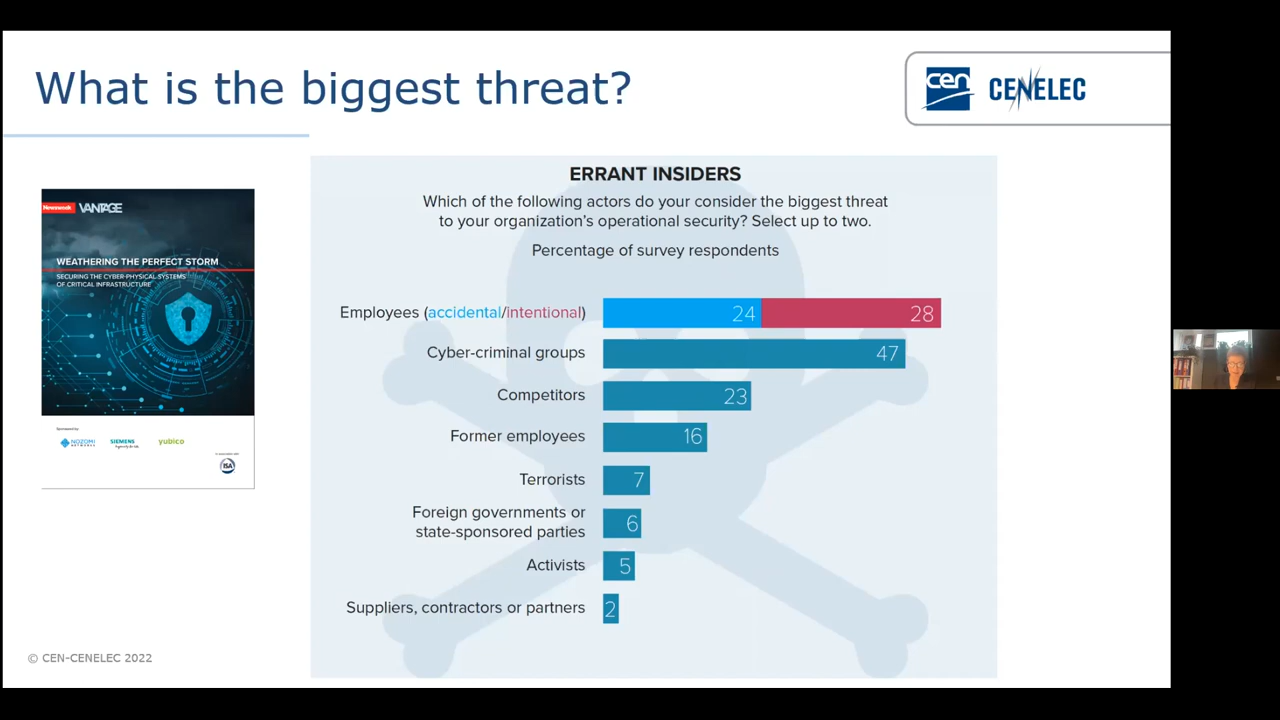 What is the biggest threat?
cen
CENELEC
Newsweek VANTAGE
WEATHERING THE PERFECT STORM
SECURING THE CYBER-PHYSICAL SYSTEMS
OF CRITICAL INFRASTRUCTURE
Sponsored by:
NOZOMI
NETWORKS
SIEMENS
yubico
ISA
ERRANT INSIDERS
Which of the following actors do your consider the biggest threat
to your organization's operational security? Select up to two.
Percentage of survey respondents
Employees (accidental/intentional) 24 28
Cyber-criminal groups 47
Competitors 23
Former employees 16
Terrorists 7
Foreign governments or
state-sponsored parties 6
Activists 5
Suppliers, contractors or partners 2
© CEN-CENELEC 2022